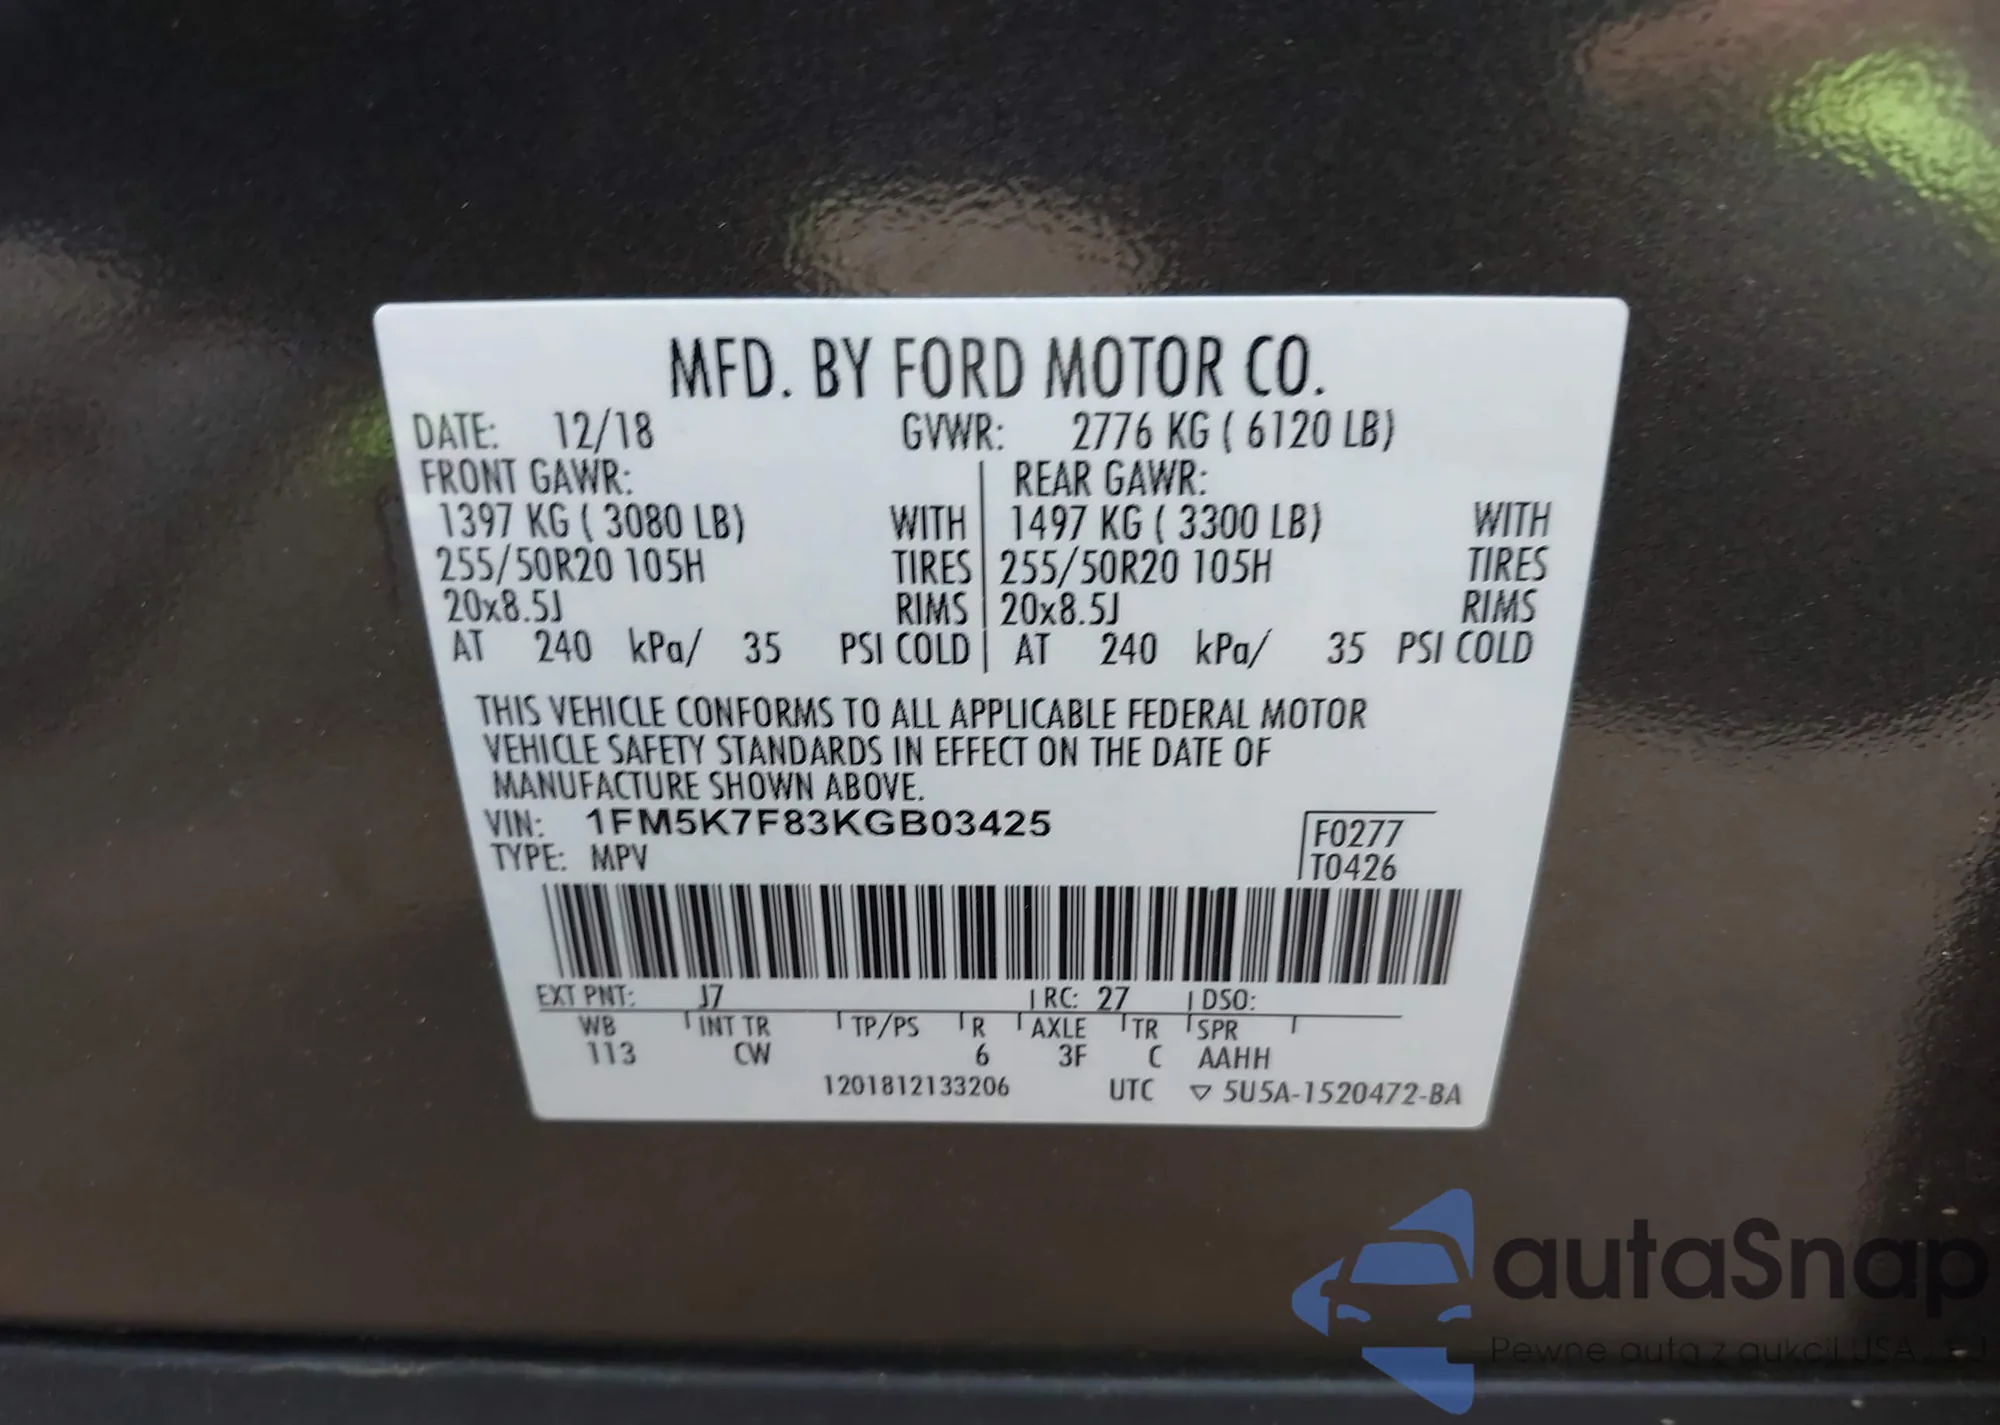 MFD. BY FORD MOTOR CO.
DATE: 12/18 GVWR: 2776 KG ( 6120 LB)
FRONT GAWR: REAR GAWR:
1397 KG ( 3080 LB) WITH 1497 KG ( 3300 LB) WITH
255/50R20 105H TIRES 255/50R20 105H TIRES
20x8.5J RIMS 20x8.5J RIMS
AT 240 kPa/ 35 PSI COLD AT 240 kPa/ 35 PSI COLD
THIS VEHICLE CONFORMS TO ALL APPLICABLE FEDERAL MOTOR
VEHICLE SAFETY STANDARDS IN EFFECT ON THE DATE OF
MANUFACTURE SHOWN ABOVE.
VIN: 1FM5K7F83KGB03425
F0277
TYPE: MPV
T0426
EXT PNT: J7 RC: 27 DSO:
WB INT TR TP/PS R AXLE TR SPR
113 CW 6 3F C AAHH
1201812133206 UTC ▽ 5U5A-1520472-BA
autaSnap
Pewne auta z aukcji USA